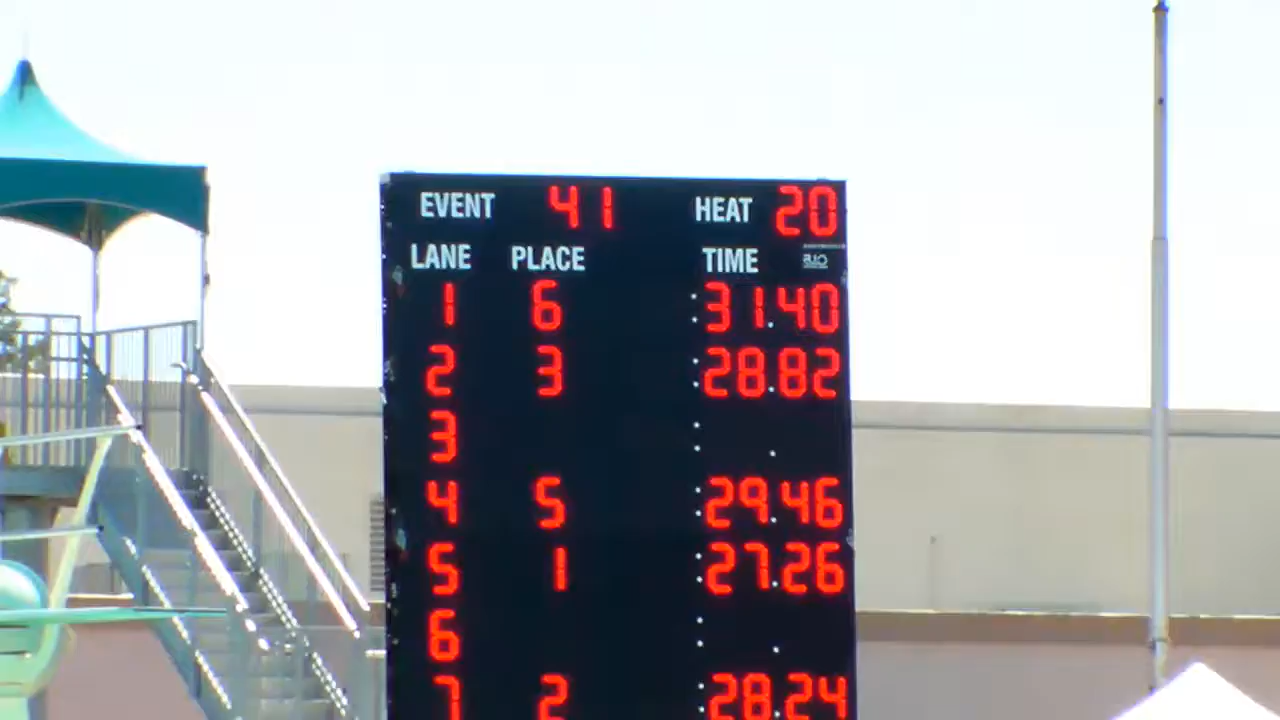 EVENT 41 HEAT 20
LANE PLACE TIME
1 6 :31.40
2 3 :28.82
3 : .
4 5 :29.46
5 1 :27.26
6 : .
7 2 :28.24